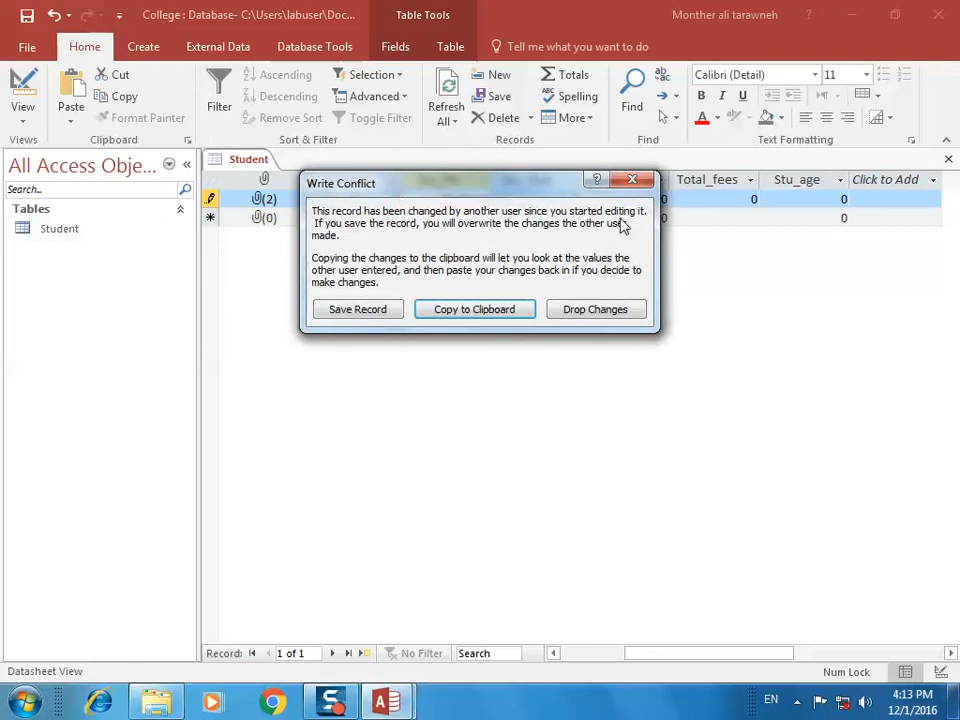 College : Database- C:\Users\labuser\Doc...
Table Tools
Monther ali tarawneh
?
File
Home
Create
External Data
Database Tools
Fields
Table
Tell me what you want to do
View
Views
Paste
Cut
Copy
Format Painter
Clipboard
Filter
Ascending
Descending
Remove Sort
Selection
Advanced
Toggle Filter
Sort & Filter
Refresh
All
New
Save
Delete
Totals
Spelling
More
Records
Find
Find
Calibri (Detail)
11
B I U
Text Formatting
All Access Obje...
Search...
Tables
Student
Student
Total_fees
Stu_age
Click to Add
(2)
0
0
(0)
0
Write Conflict
This record has been changed by another user since you started editing it.
If you save the record, you will overwrite the changes the other user
made.
Copying the changes to the clipboard will let you look at the values the
other user entered, and then paste your changes back in if you decide to
make changes.
Save Record
Copy to Clipboard
Drop Changes
Record:
1 of 1
No Filter
Search
Datasheet View
Num Lock
EN
4:13 PM
12/1/2016